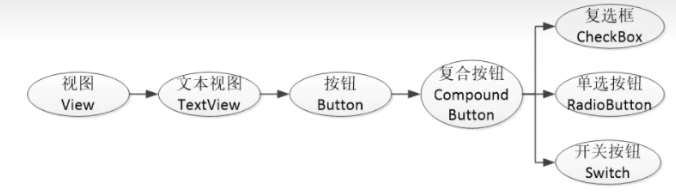 视图
View
文本视图
TextView
按钮
Button
复合按钮
Compound
Button
复选框
CheckBox
单选按钮
RadioButton
开关按钮
Switch